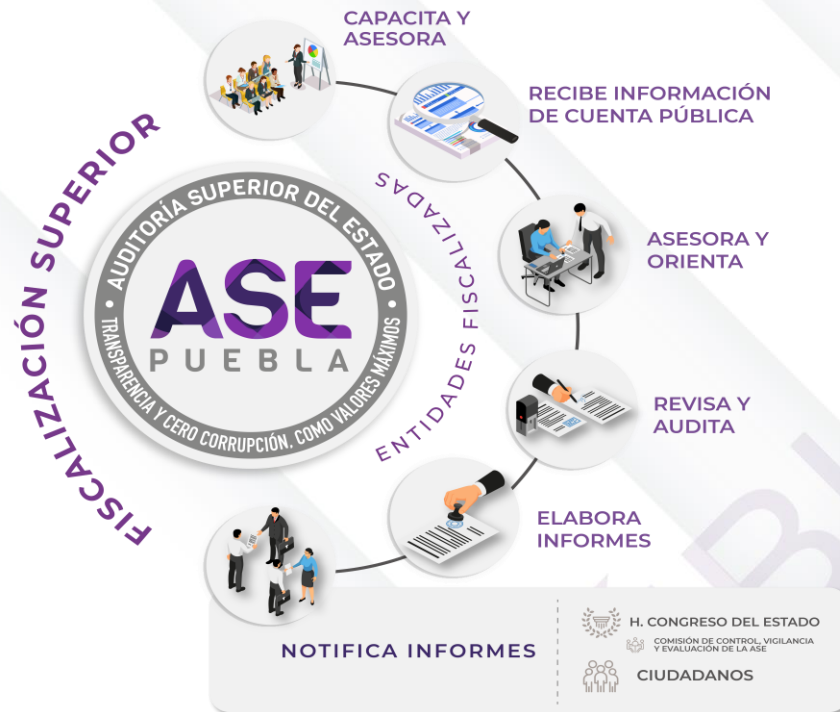 CAPACITA Y
ASESORA
RECIBE INFORMACIÓN
DE CUENTA PÚBLICA
FISCALIZACIÓN SUPERIOR
AUDITORÍA SUPERIOR DEL ESTADO
ASE
PUEBLA
TRANSPARENCIA Y CERO CORRUPCIÓN. COMO VALORES MÁXIMOS
ENTIDADES FISCALIZADAS
ASESORA Y
ORIENTA
REVISA Y
AUDITA
ELABORA
INFORMES
NOTIFICA INFORMES
H. CONGRESO DEL ESTADO
COMISIÓN DE CONTROL, VIGILANCIA
Y EVALUACIÓN DE LA ASE
CIUDADANOS